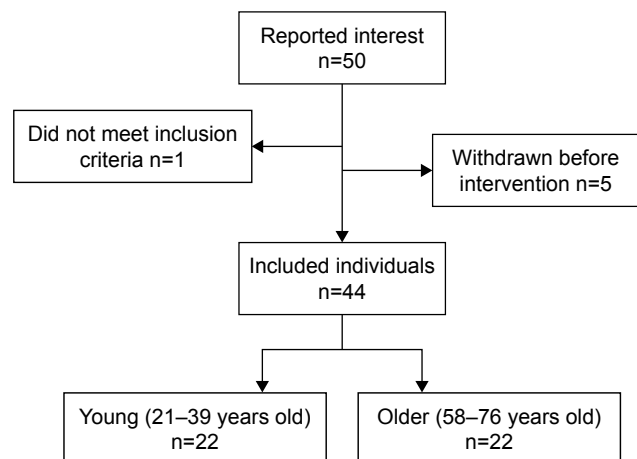 Reported interest
n=50
Did not meet inclusion
criteria n=1
Withdrawn before
intervention n=5
Included individuals
n=44
Young (21–39 years old)
n=22
Older (58–76 years old)
n=22